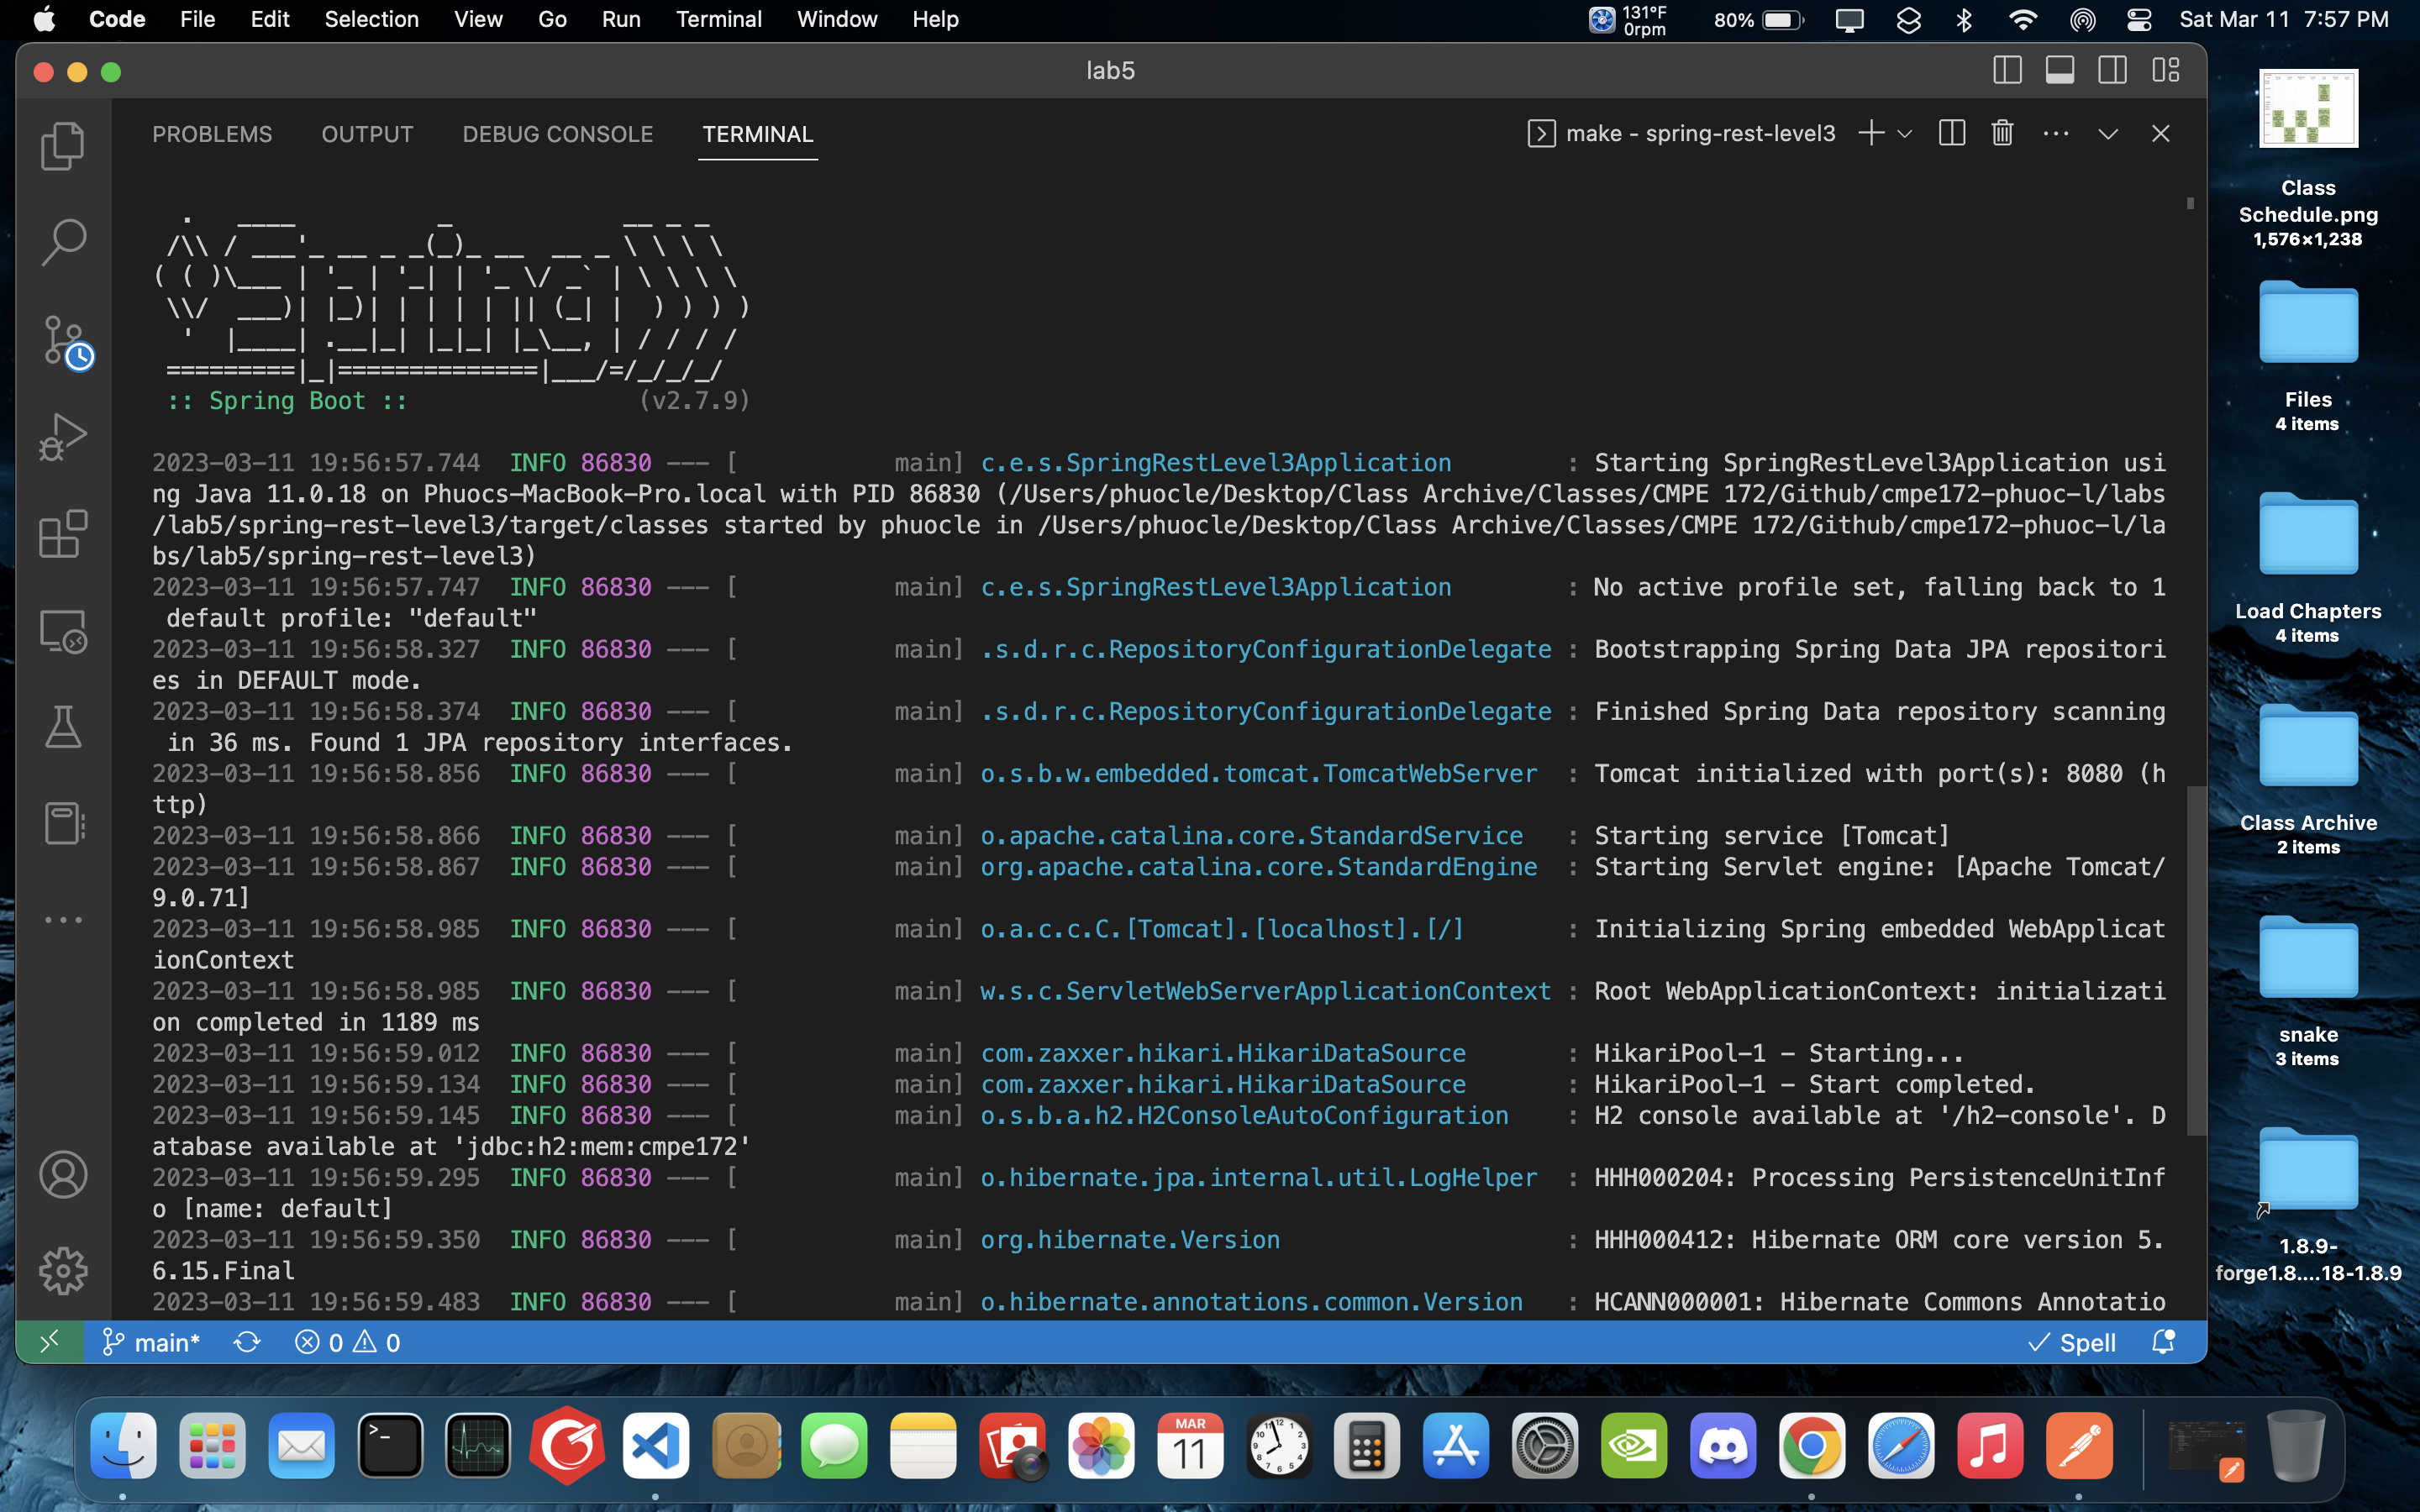 Code File Edit Selection View Go Run Terminal Window Help 131°F 0rpm 80% Sat Mar 11 7:57 PM
lab5
PROBLEMS OUTPUT DEBUG CONSOLE TERMINAL make - spring-rest-level3
:: Spring Boot :: (v2.7.9)
2023-03-11 19:56:57.744 INFO 86830 --- [ main] c.e.s.SpringRestLevel3Application : Starting SpringRestLevel3Application usi
ng Java 11.0.18 on Phuocs-MacBook-Pro.local with PID 86830 (/Users/phuocle/Desktop/Class Archive/Classes/CMPE 172/Github/cmpe172-phuoc-l/labs
/lab5/spring-rest-level3/target/classes started by phuocle in /Users/phuocle/Desktop/Class Archive/Classes/CMPE 172/Github/cmpe172-phuoc-l/la
bs/lab5/spring-rest-level3)
2023-03-11 19:56:57.747 INFO 86830 --- [ main] c.e.s.SpringRestLevel3Application : No active profile set, falling back to 1
default profile: "default"
2023-03-11 19:56:58.327 INFO 86830 --- [ main] .s.d.r.c.RepositoryConfigurationDelegate : Bootstrapping Spring Data JPA repositori
es in DEFAULT mode.
2023-03-11 19:56:58.374 INFO 86830 --- [ main] .s.d.r.c.RepositoryConfigurationDelegate : Finished Spring Data repository scanning
in 36 ms. Found 1 JPA repository interfaces.
2023-03-11 19:56:58.856 INFO 86830 --- [ main] o.s.b.w.embedded.tomcat.TomcatWebServer : Tomcat initialized with port(s): 8080 (h
ttp)
2023-03-11 19:56:58.866 INFO 86830 --- [ main] o.apache.catalina.core.StandardService : Starting service [Tomcat]
2023-03-11 19:56:58.867 INFO 86830 --- [ main] org.apache.catalina.core.StandardEngine : Starting Servlet engine: [Apache Tomcat/
9.0.71]
2023-03-11 19:56:58.985 INFO 86830 --- [ main] o.a.c.c.C.[Tomcat].[localhost].[/] : Initializing Spring embedded WebApplicat
ionContext
2023-03-11 19:56:58.985 INFO 86830 --- [ main] w.s.c.ServletWebServerApplicationContext : Root WebApplicationContext: initializati
on completed in 1189 ms
2023-03-11 19:56:59.012 INFO 86830 --- [ main] com.zaxxer.hikari.HikariDataSource : HikariPool-1 - Starting...
2023-03-11 19:56:59.134 INFO 86830 --- [ main] com.zaxxer.hikari.HikariDataSource : HikariPool-1 - Start completed.
2023-03-11 19:56:59.145 INFO 86830 --- [ main] o.s.b.a.h2.H2ConsoleAutoConfiguration : H2 console available at '/h2-console'. D
atabase available at 'jdbc:h2:mem:cmpe172'
2023-03-11 19:56:59.295 INFO 86830 --- [ main] o.hibernate.jpa.internal.util.LogHelper : HHH000204: Processing PersistenceUnitInf
o [name: default]
2023-03-11 19:56:59.350 INFO 86830 --- [ main] org.hibernate.Version : HHH000412: Hibernate ORM core version 5.
6.15.Final
2023-03-11 19:56:59.483 INFO 86830 --- [ main] o.hibernate.annotations.common.Version : HCANN000001: Hibernate Commons Annotatio
main* 0 0 Spell
Class
Schedule.png
1,576×1,238
Files
4 items
Load Chapters
4 items
Class Archive
2 items
snake
3 items
1.8.9-
forge1.8....18-1.8.9
MAR
11